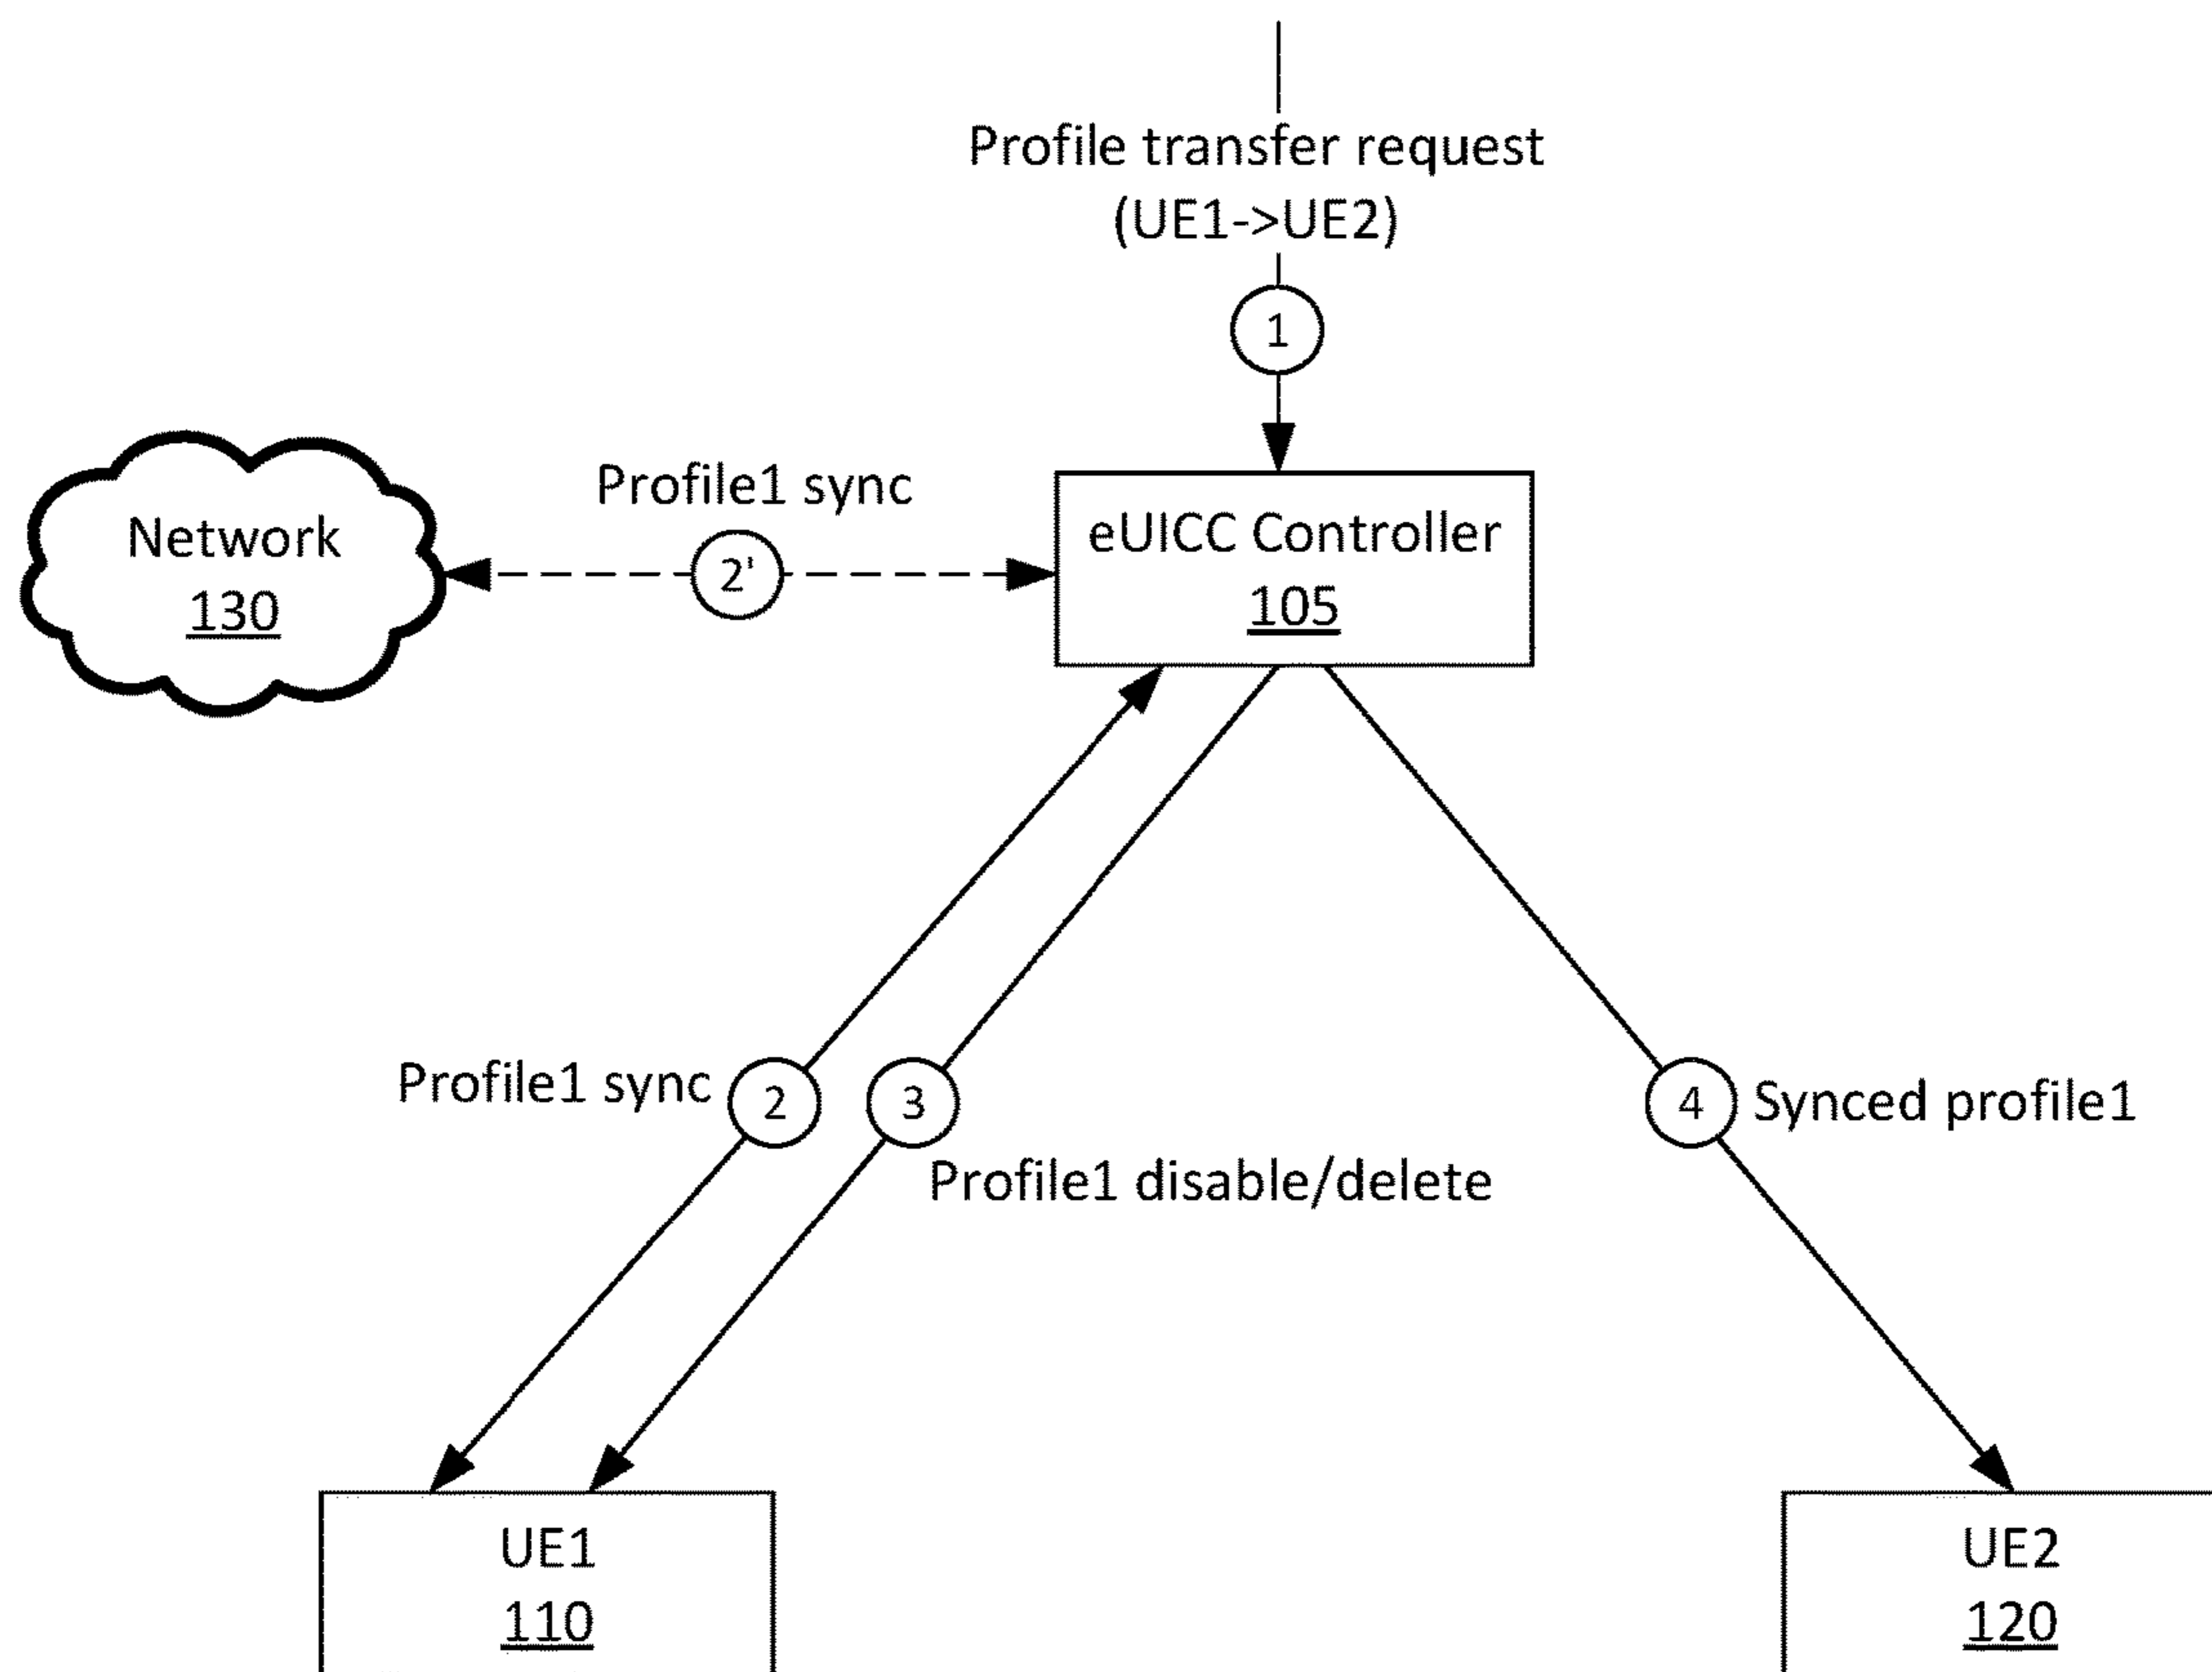 Profile transfer request
(UE1->UE2)
1
Profile1 sync
Network
130
2'
eUICC Controller
105
Profile1 sync
2
3
4
Synced profile1
Profile1 disable/delete
UE1
110
UE2
120